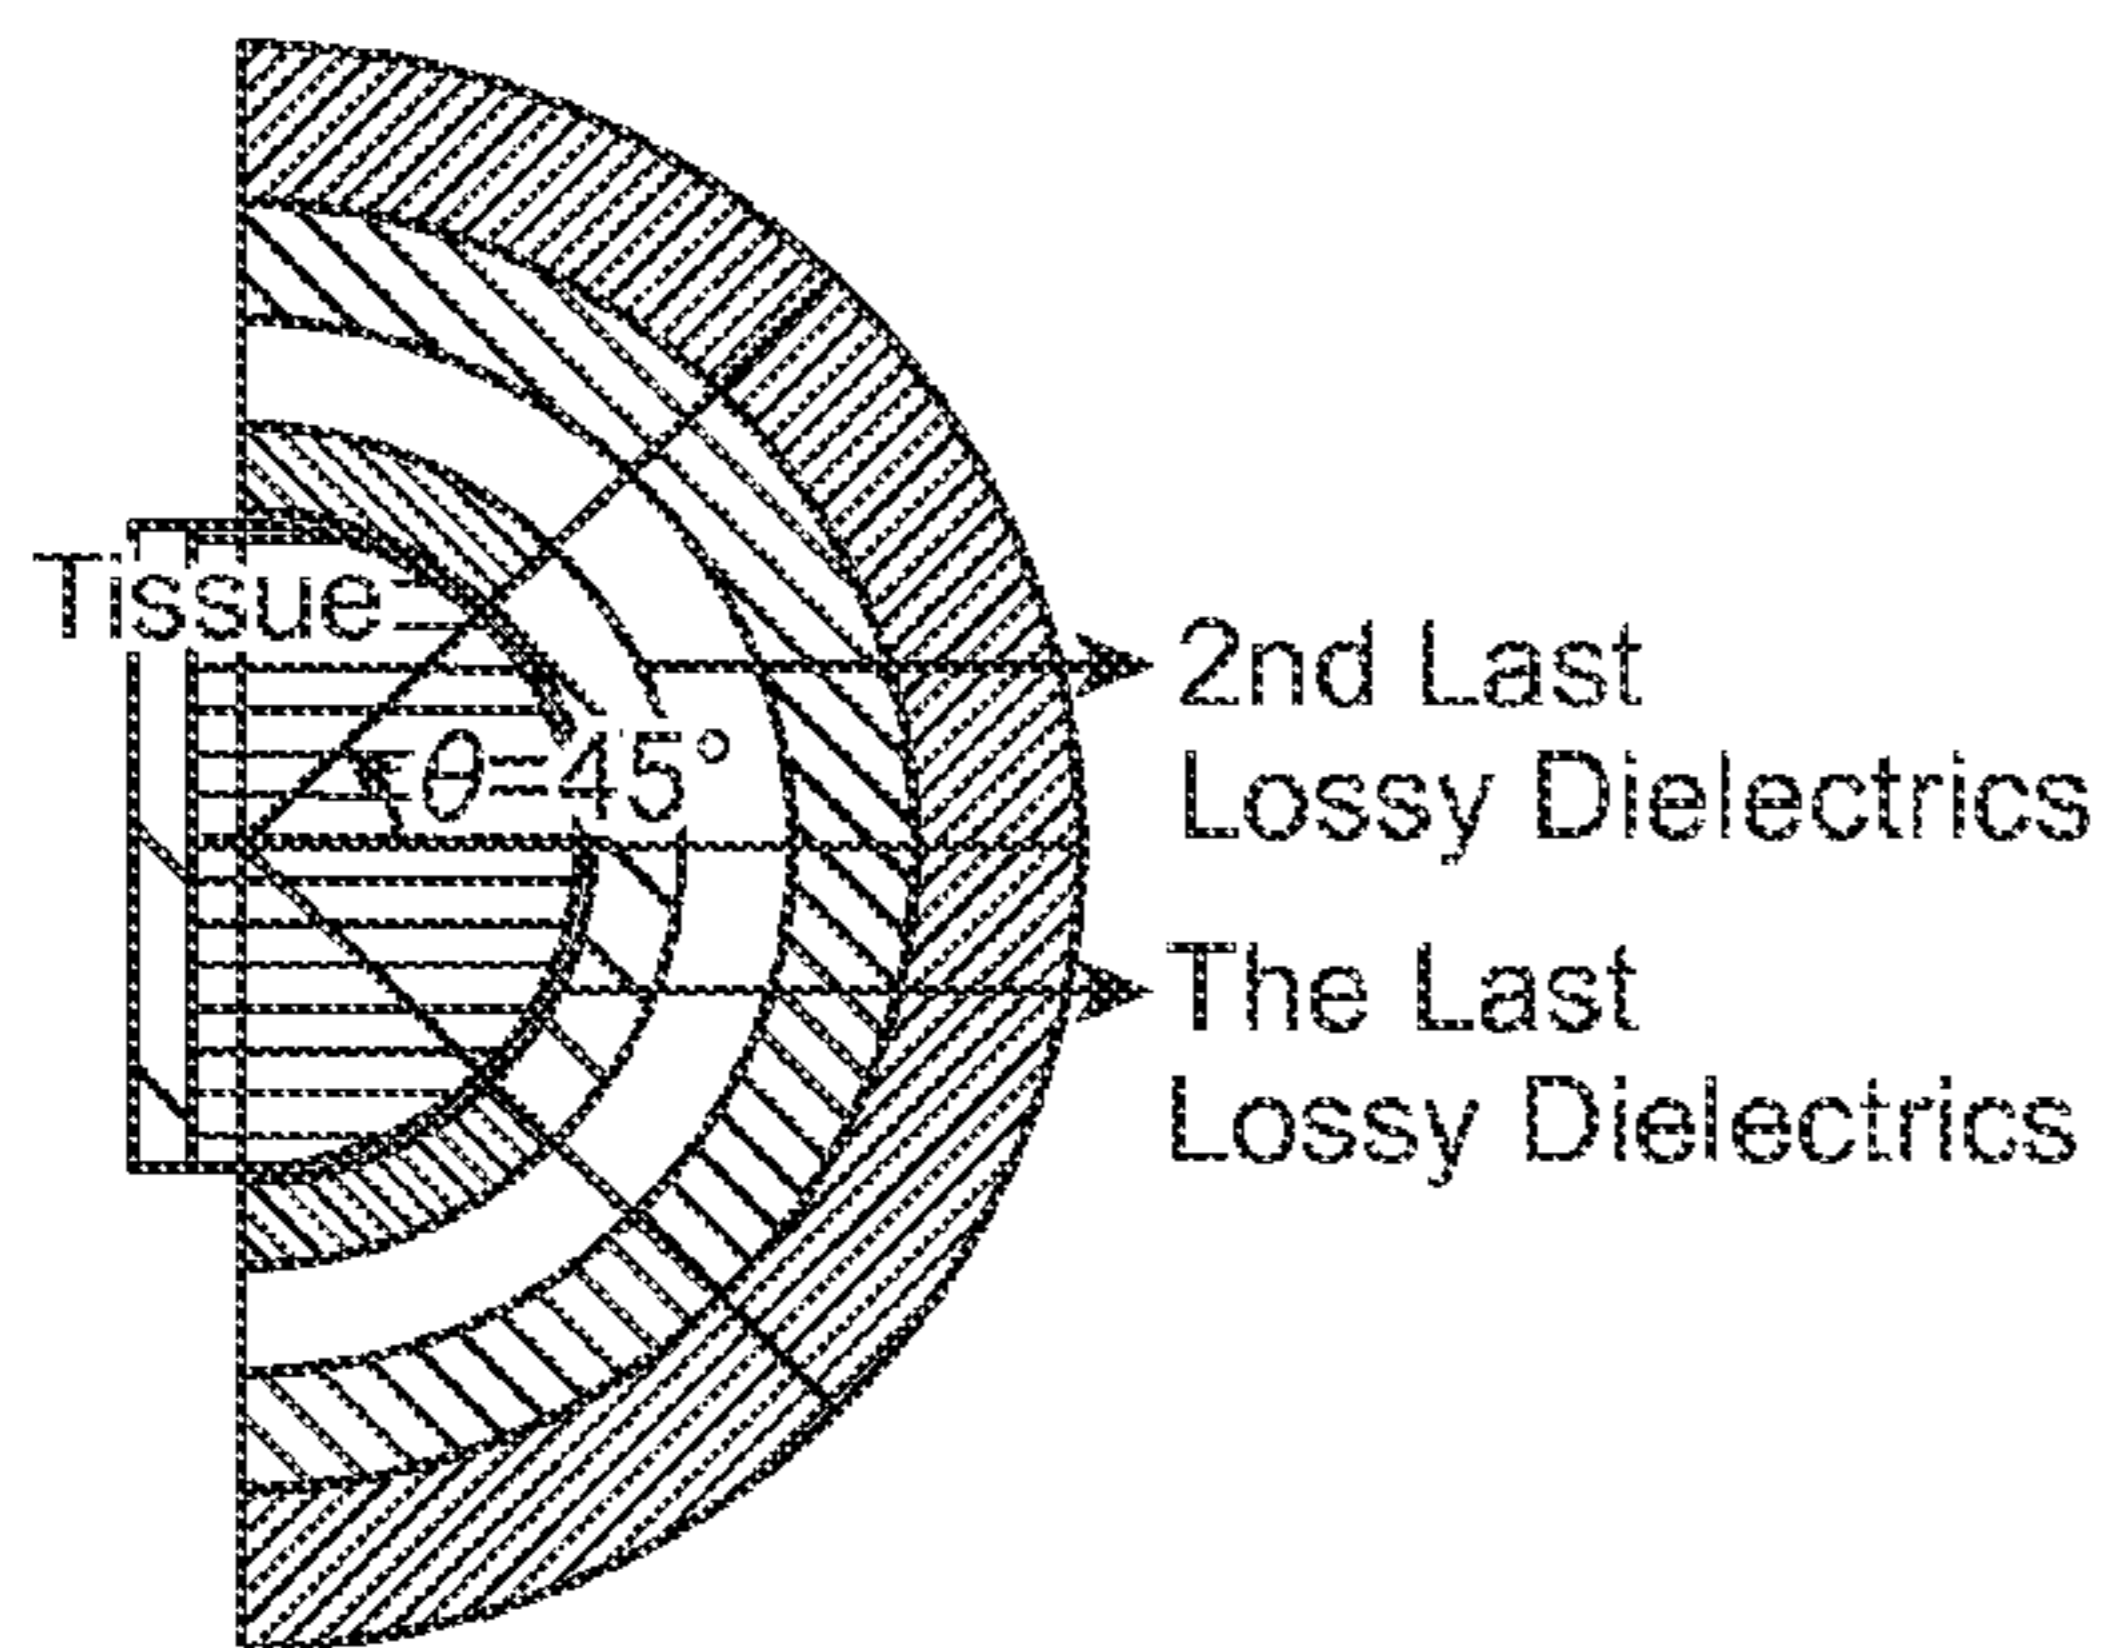 Tissue
θ=45°
2nd Last
Lossy Dielectrics
The Last
Lossy Dielectrics